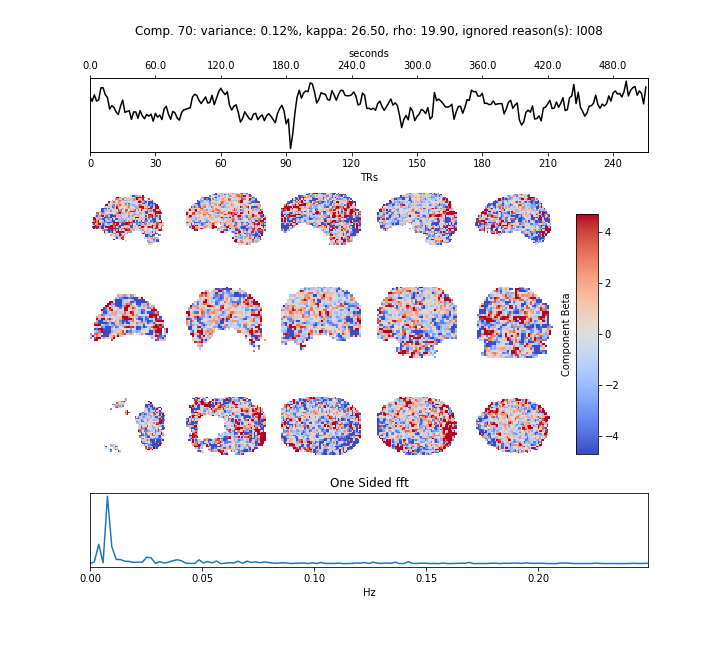 Comp. 70: variance: 0.12%, kappa: 26.50, rho: 19.90, ignored reason(s): I008
seconds
0.0 60.0 120.0 180.0 240.0 300.0 360.0 420.0 480.0
0 30 60 90 120 150 180 210 240
TRs
4
2
0
−2
−4
Component Beta
One Sided fft
0.00 0.05 0.10 0.15 0.20
Hz